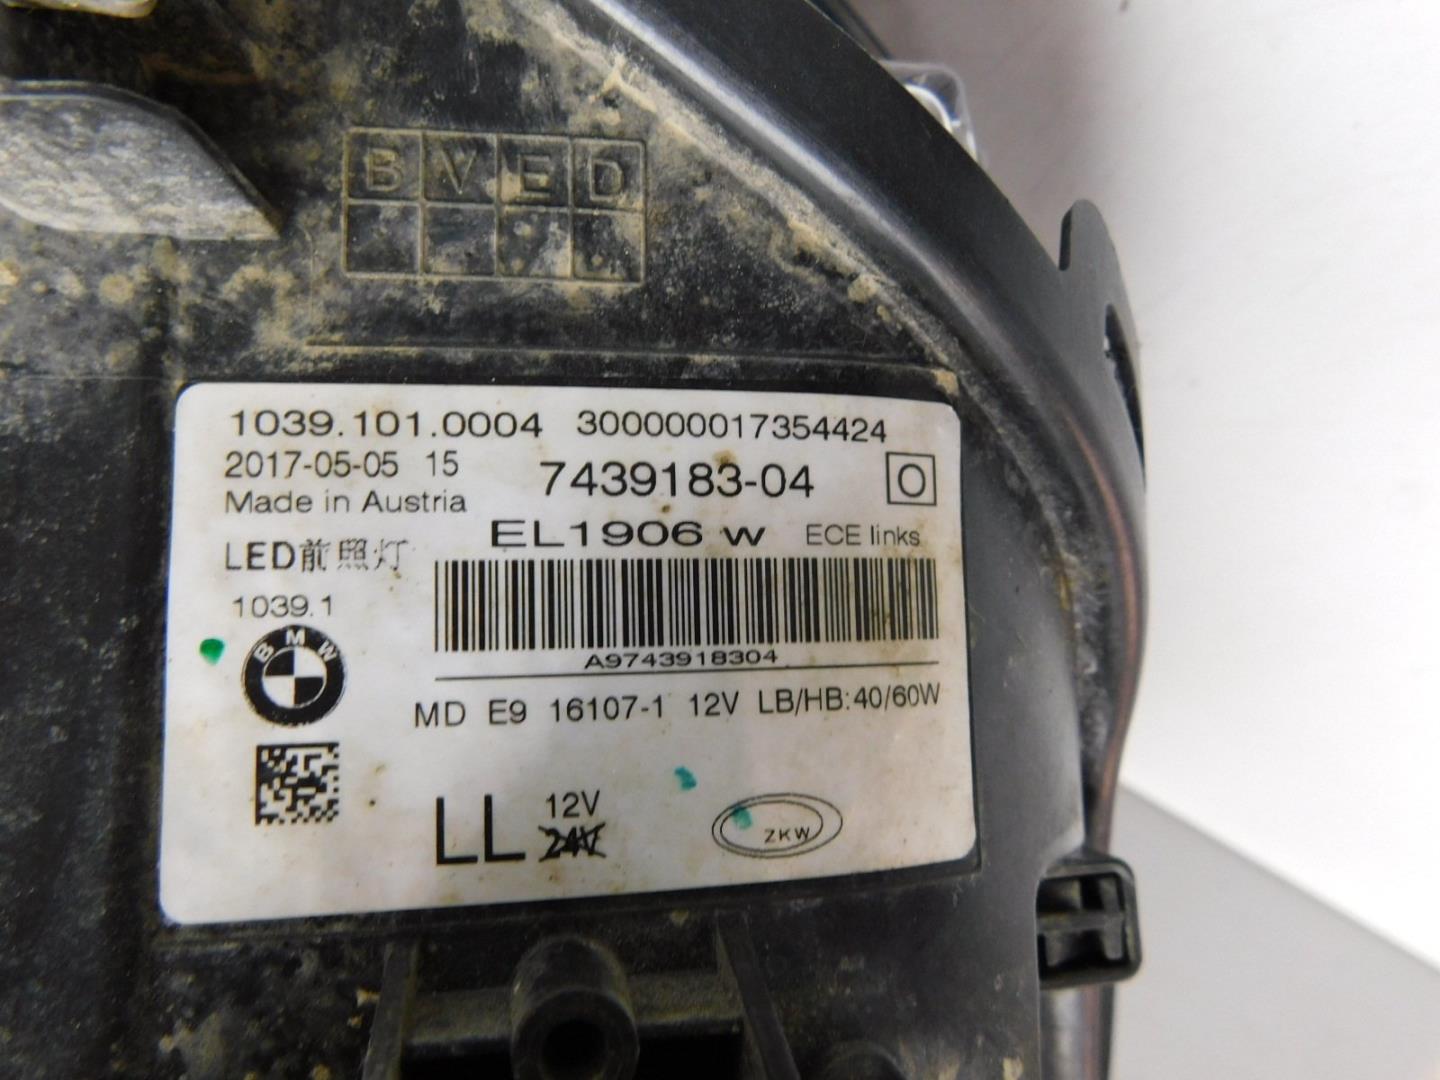 B V E D
1039.101.0004 300000017354424
2017-05-05 15 7439183-04 O
Made in Austria
EL1906 w ECE links
LED前照灯
1039.1
A9743918304
BMW
MD E9 16107-1 12V LB/HB:40/60W
LL 12V
24V
ZKW